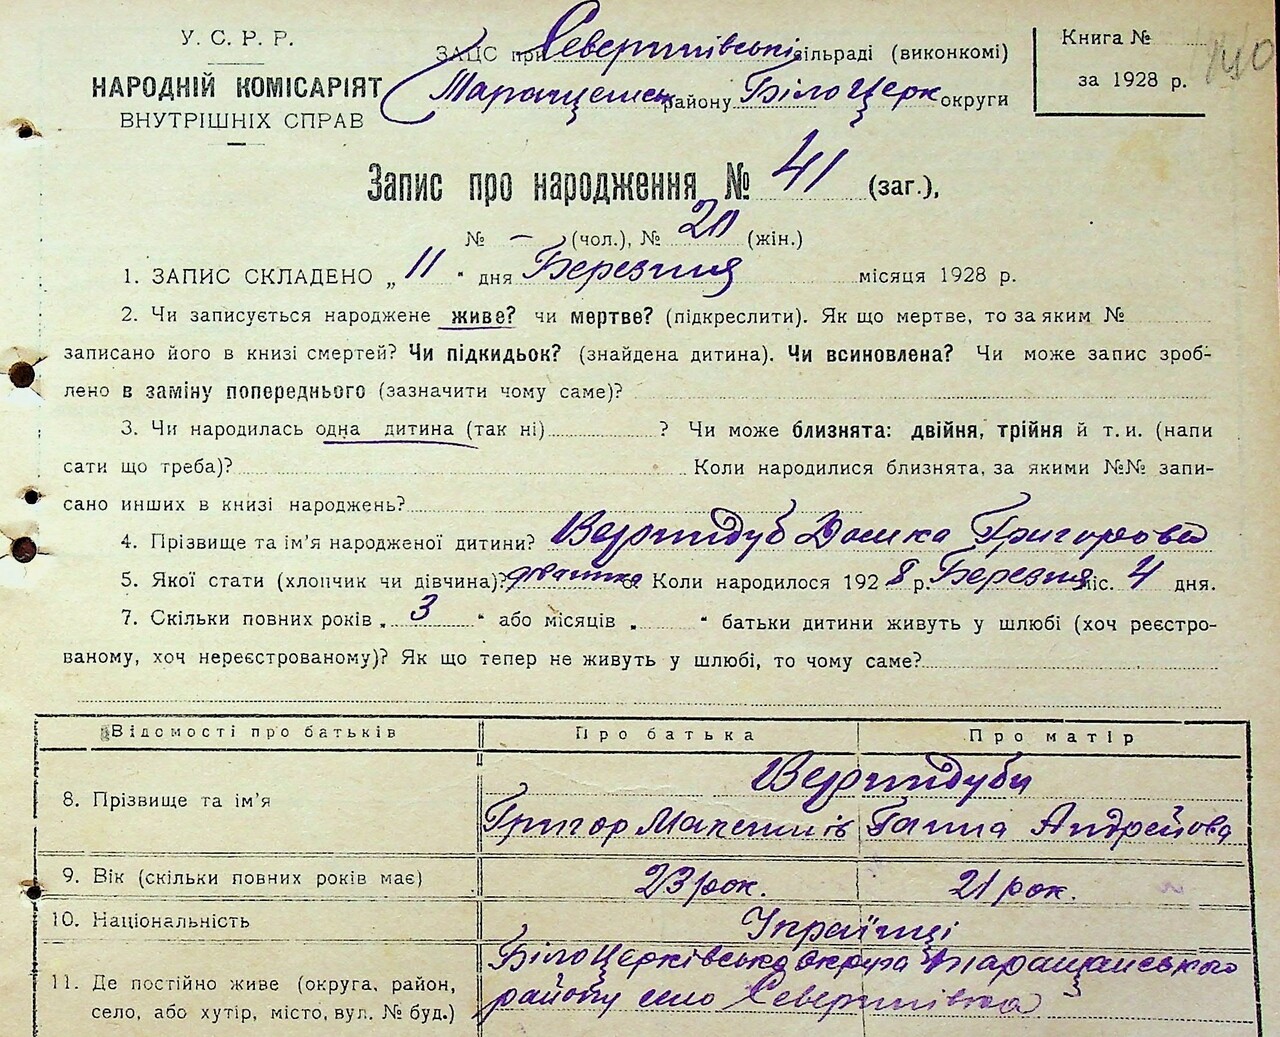 У. С. Р. Р.
НАРОДНІЙ КОМІСАРІЯТ
ВНУТРІШНІХ СПРАВ
ЗАЦС при Северинівській сільраді (виконкомі)
району БілоЦерк округи
Книга №
140
за 1928 р.
Запис про народження № 41 (заг.),
№ — (чол.), № 20 (жін.)
1. ЗАПИС СКЛАДЕНО „ 11 " дня Березня місяця 1928 р.
2. Чи записується народжене живе? чи мертве? (підкреслити). Як що мертве, то за яким №
записано його в книзі смертей? Чи підкидьок? (знайдена дитина). Чи всиновлена? Чи може запис зроб-
лено в заміну попереднього (зазначити чому саме)?
3. Чи народилась одна дитина (так ні) ? Чи може близнята: двійня, трійня й т. и. (напи
сати що треба)? Коли народилися близнята, за якими №№ запи-
сано инших в книзі народжень?
4. Прізвище та ім'я народженої дитини? Вернидуб Григорова
5. Якої стати (хлопчик чи дівчина)? дівчинка Коли народилося 1928 р. Березня міс. 4 дня.
7. Скільки повних років „ 3 " або місяців „ " батьки дитини живуть у шлюбі (хоч реєстро-
ваному, хоч нереєстрованому)? Як що тепер не живуть у шлюбі, то чому саме?
Відомості про батьків Про батька Про матір
8. Прізвище та ім'я Вернидуби
Григор Максимів Ганна Андрейова
9. Вік (скільки повних років має) 23 рок. 21 рок.
10. Національність Українці
11. Де постійно живе (округа, район, БілоЦерківська округа Таращанського
село, або хутір, місто, вул. № буд.) району село Северинівка